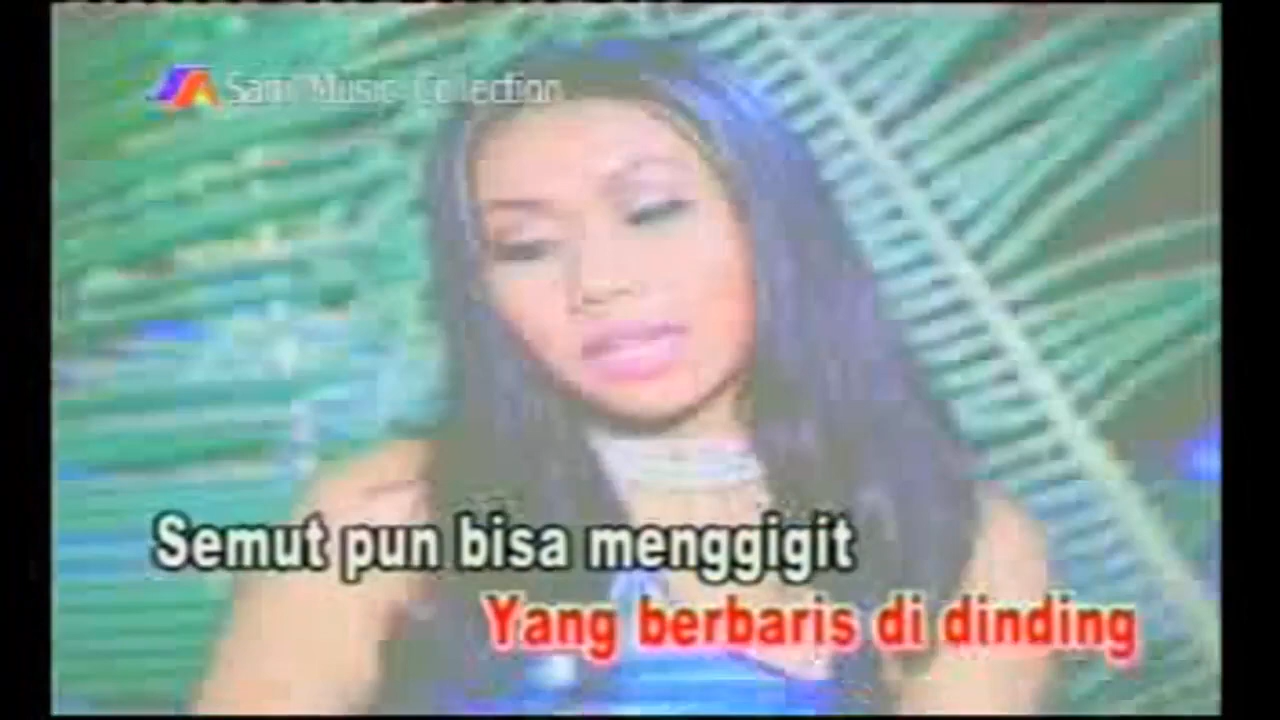 Sani Music Collection
Semut pun bisa menggigit
Yang berbaris di dinding